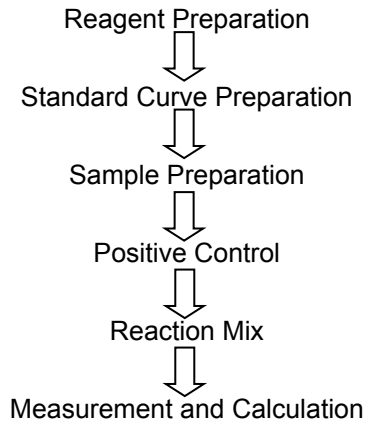 Reagent Preparation
Standard Curve Preparation
Sample Preparation
Positive Control
Reaction Mix
Measurement and Calculation